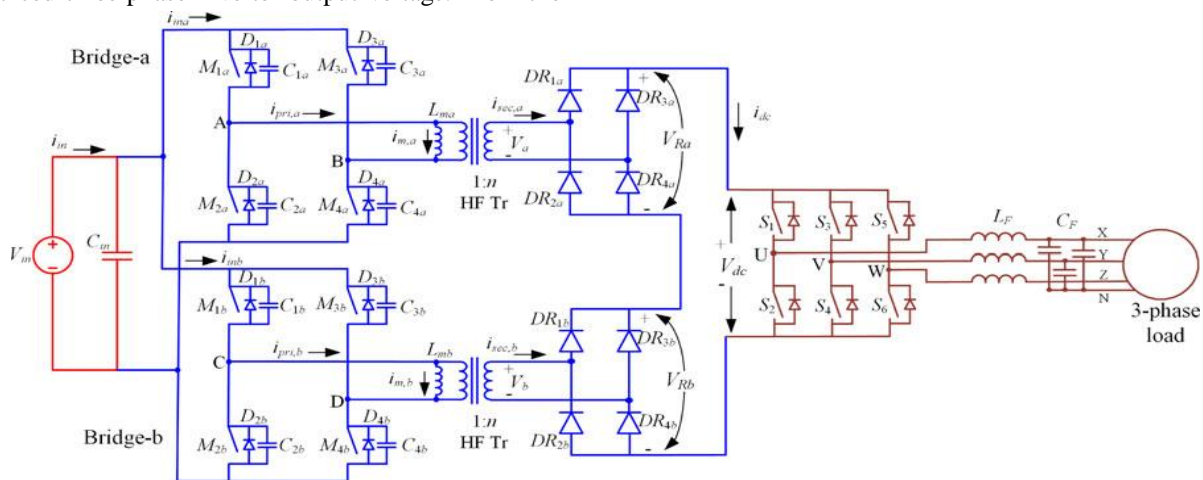 i_ina
D_1a
D_3a
Bridge-a
M_1a
C_1a
M_3a
C_3a
DR_1a
+
DR_3a
i_pri,a
L_ma
i_sec,a
i_dc
A
i_m,a
+
V_a
-
V_Ra
i_in
B
D_2a
D_4a
1:n
HF Tr
DR_2a
DR_4a
-
M_2a
C_2a
M_4a
C_4a
S_1
S_3
S_5
L_F
C_F
X
Y
Z
N
+
V_in
-
C_in
i_inb
+
V_dc
-
U
V
W
3-phase
load
D_1b
D_3b
M_1b
C_1b
M_3b
C_3b
S_2
S_4
S_6
DR_1b
+
DR_3b
i_pri,b
L_mb
i_sec,b
C
i_m,b
+
V_b
-
V_Rb
D
D_2b
D_4b
1:n
HF Tr
DR_2b
DR_4b
-
Bridge-b
M_2b
C_2b
M_4b
C_4b